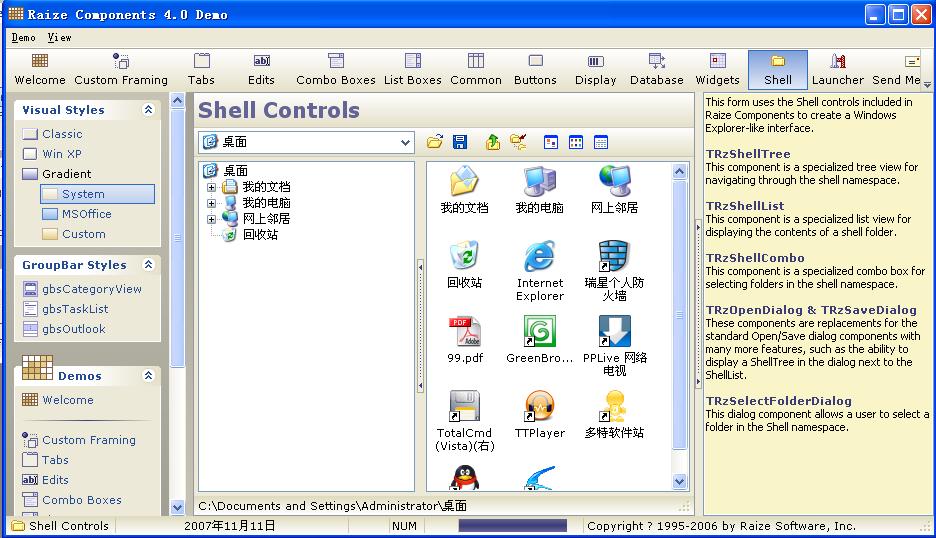 Raize Components 4.0 Demo
Demo View
Welcome Custom Framing Tabs Edits Combo Boxes List Boxes Common Buttons Display Database Widgets Shell Launcher Send Me
Visual Styles
Classic
Win XP
Gradient
System
MSOffice
Custom
GroupBar Styles
gbsCategoryView
gbsTaskList
gbsOutlook
Demos
Welcome
Custom Framing
Tabs
Edits
Combo Boxes
Shell Controls
桌面
桌面
我的文档
我的电脑
网上邻居
回收站
我的文档 我的电脑 网上邻居
回收站 Internet Explorer 瑞星个人防火墙
PDF
Adobe
99.pdf GreenBro... PPLive 网络电视
TotalCmd (Vista)(右) TTPlayer 多特软件站
C:\Documents and Settings\Administrator\桌面
This form uses the Shell controls included in
Raize Components to create a Windows
Explorer-like interface.
TRzShellTree
This component is a specialized tree view for
navigating through the shell namespace.
TRzShellList
This component is a specialized list view for
displaying the contents of a shell folder.
TRzShellCombo
This component is a specialized combo box for
selecting folders in the shell namespace.
TRzOpenDialog & TRzSaveDialog
These components are replacements for the
standard Open/Save dialog components with
many more features, such as the ability to
display a ShellTree in the dialog next to the
ShellList.
TRzSelectFolderDialog
This dialog component allows a user to select a
folder in the Shell namespace.
Shell Controls 2007年11月11日 NUM Copyright ? 1995-2006 by Raize Software, Inc.